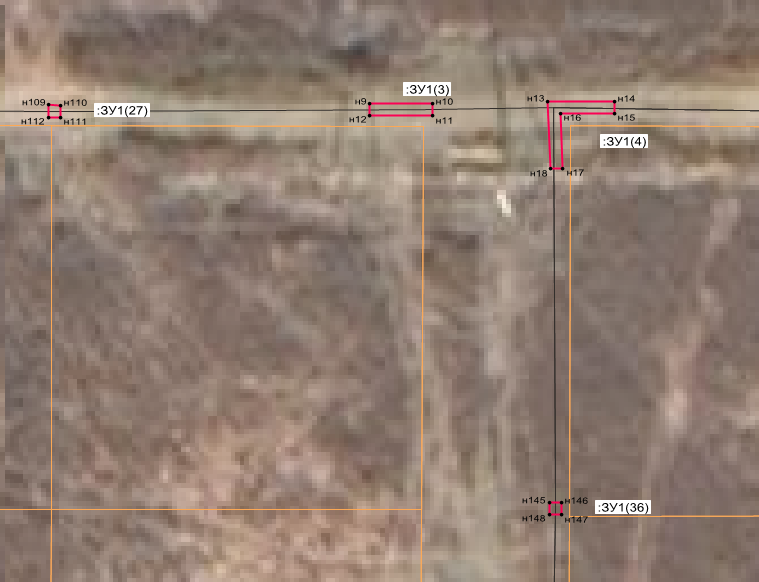 :ЗУ1(3)
н109 н110 :ЗУ1(27) н9 н10 н13 н14
н112 н111 н12 н11 н16 н15
:ЗУ1(4)
н18 н17
н145 н146 :ЗУ1(36)
н148 н147